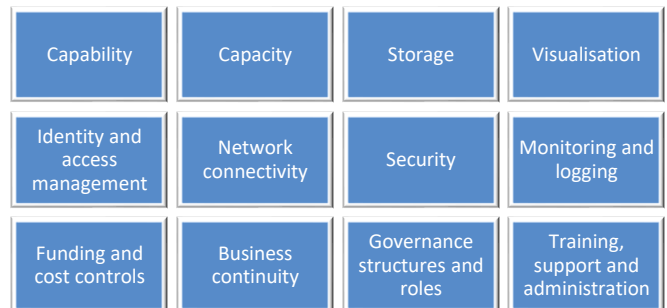 Capability
Capacity
Storage
Visualisation
Identity and
access
management
Network
connectivity
Security
Monitoring and
logging
Funding and
cost controls
Business
continuity
Governance
structures and
roles
Training,
support and
administration